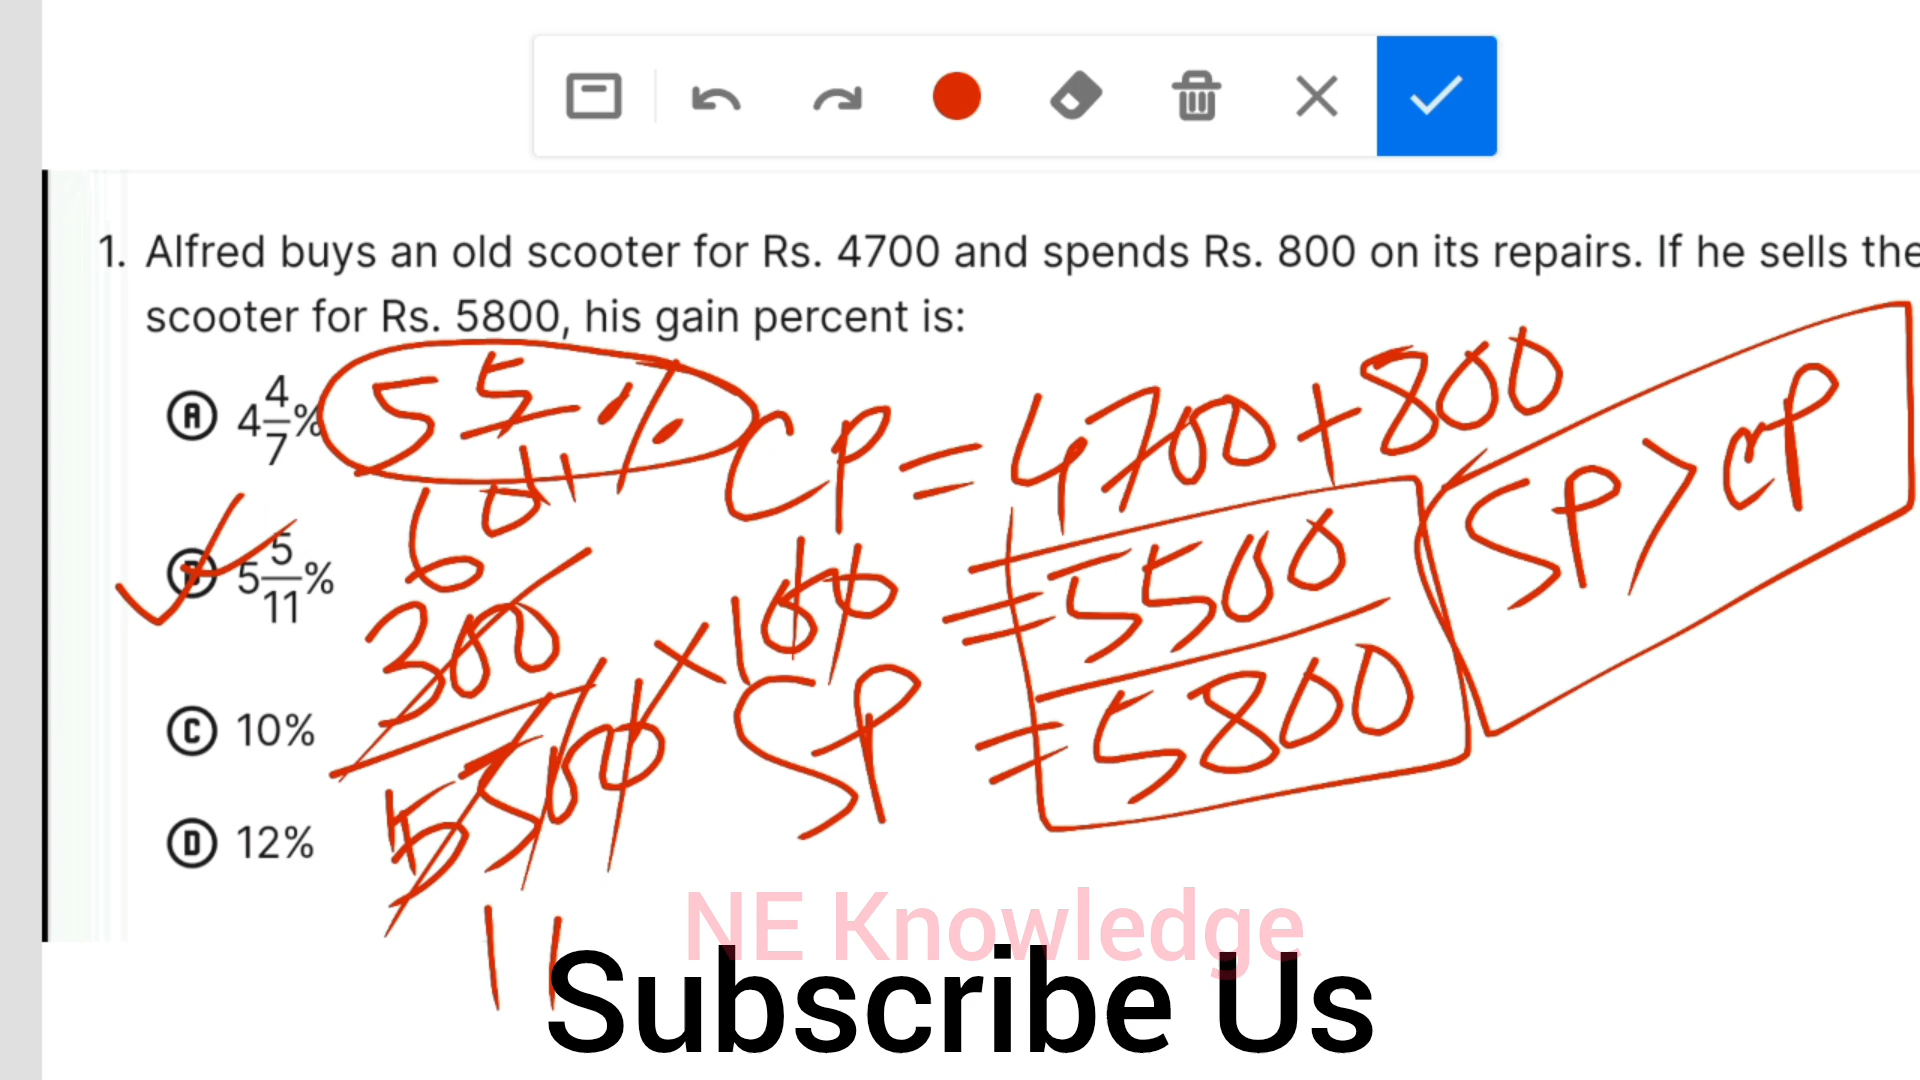 1. Alfred buys an old scooter for Rs. 4700 and spends Rs. 800 on its repairs. If he sells the
scooter for Rs. 5800, his gain percent is:
A 4 4/7%
5 5/11 %
CP = 4700 + 800
= 5500
SP > CP
B 5 5/11%
60
300/5500 × 100
SP = 5800
C 10%
D 12%
11
NE Knowledge
Subscribe Us